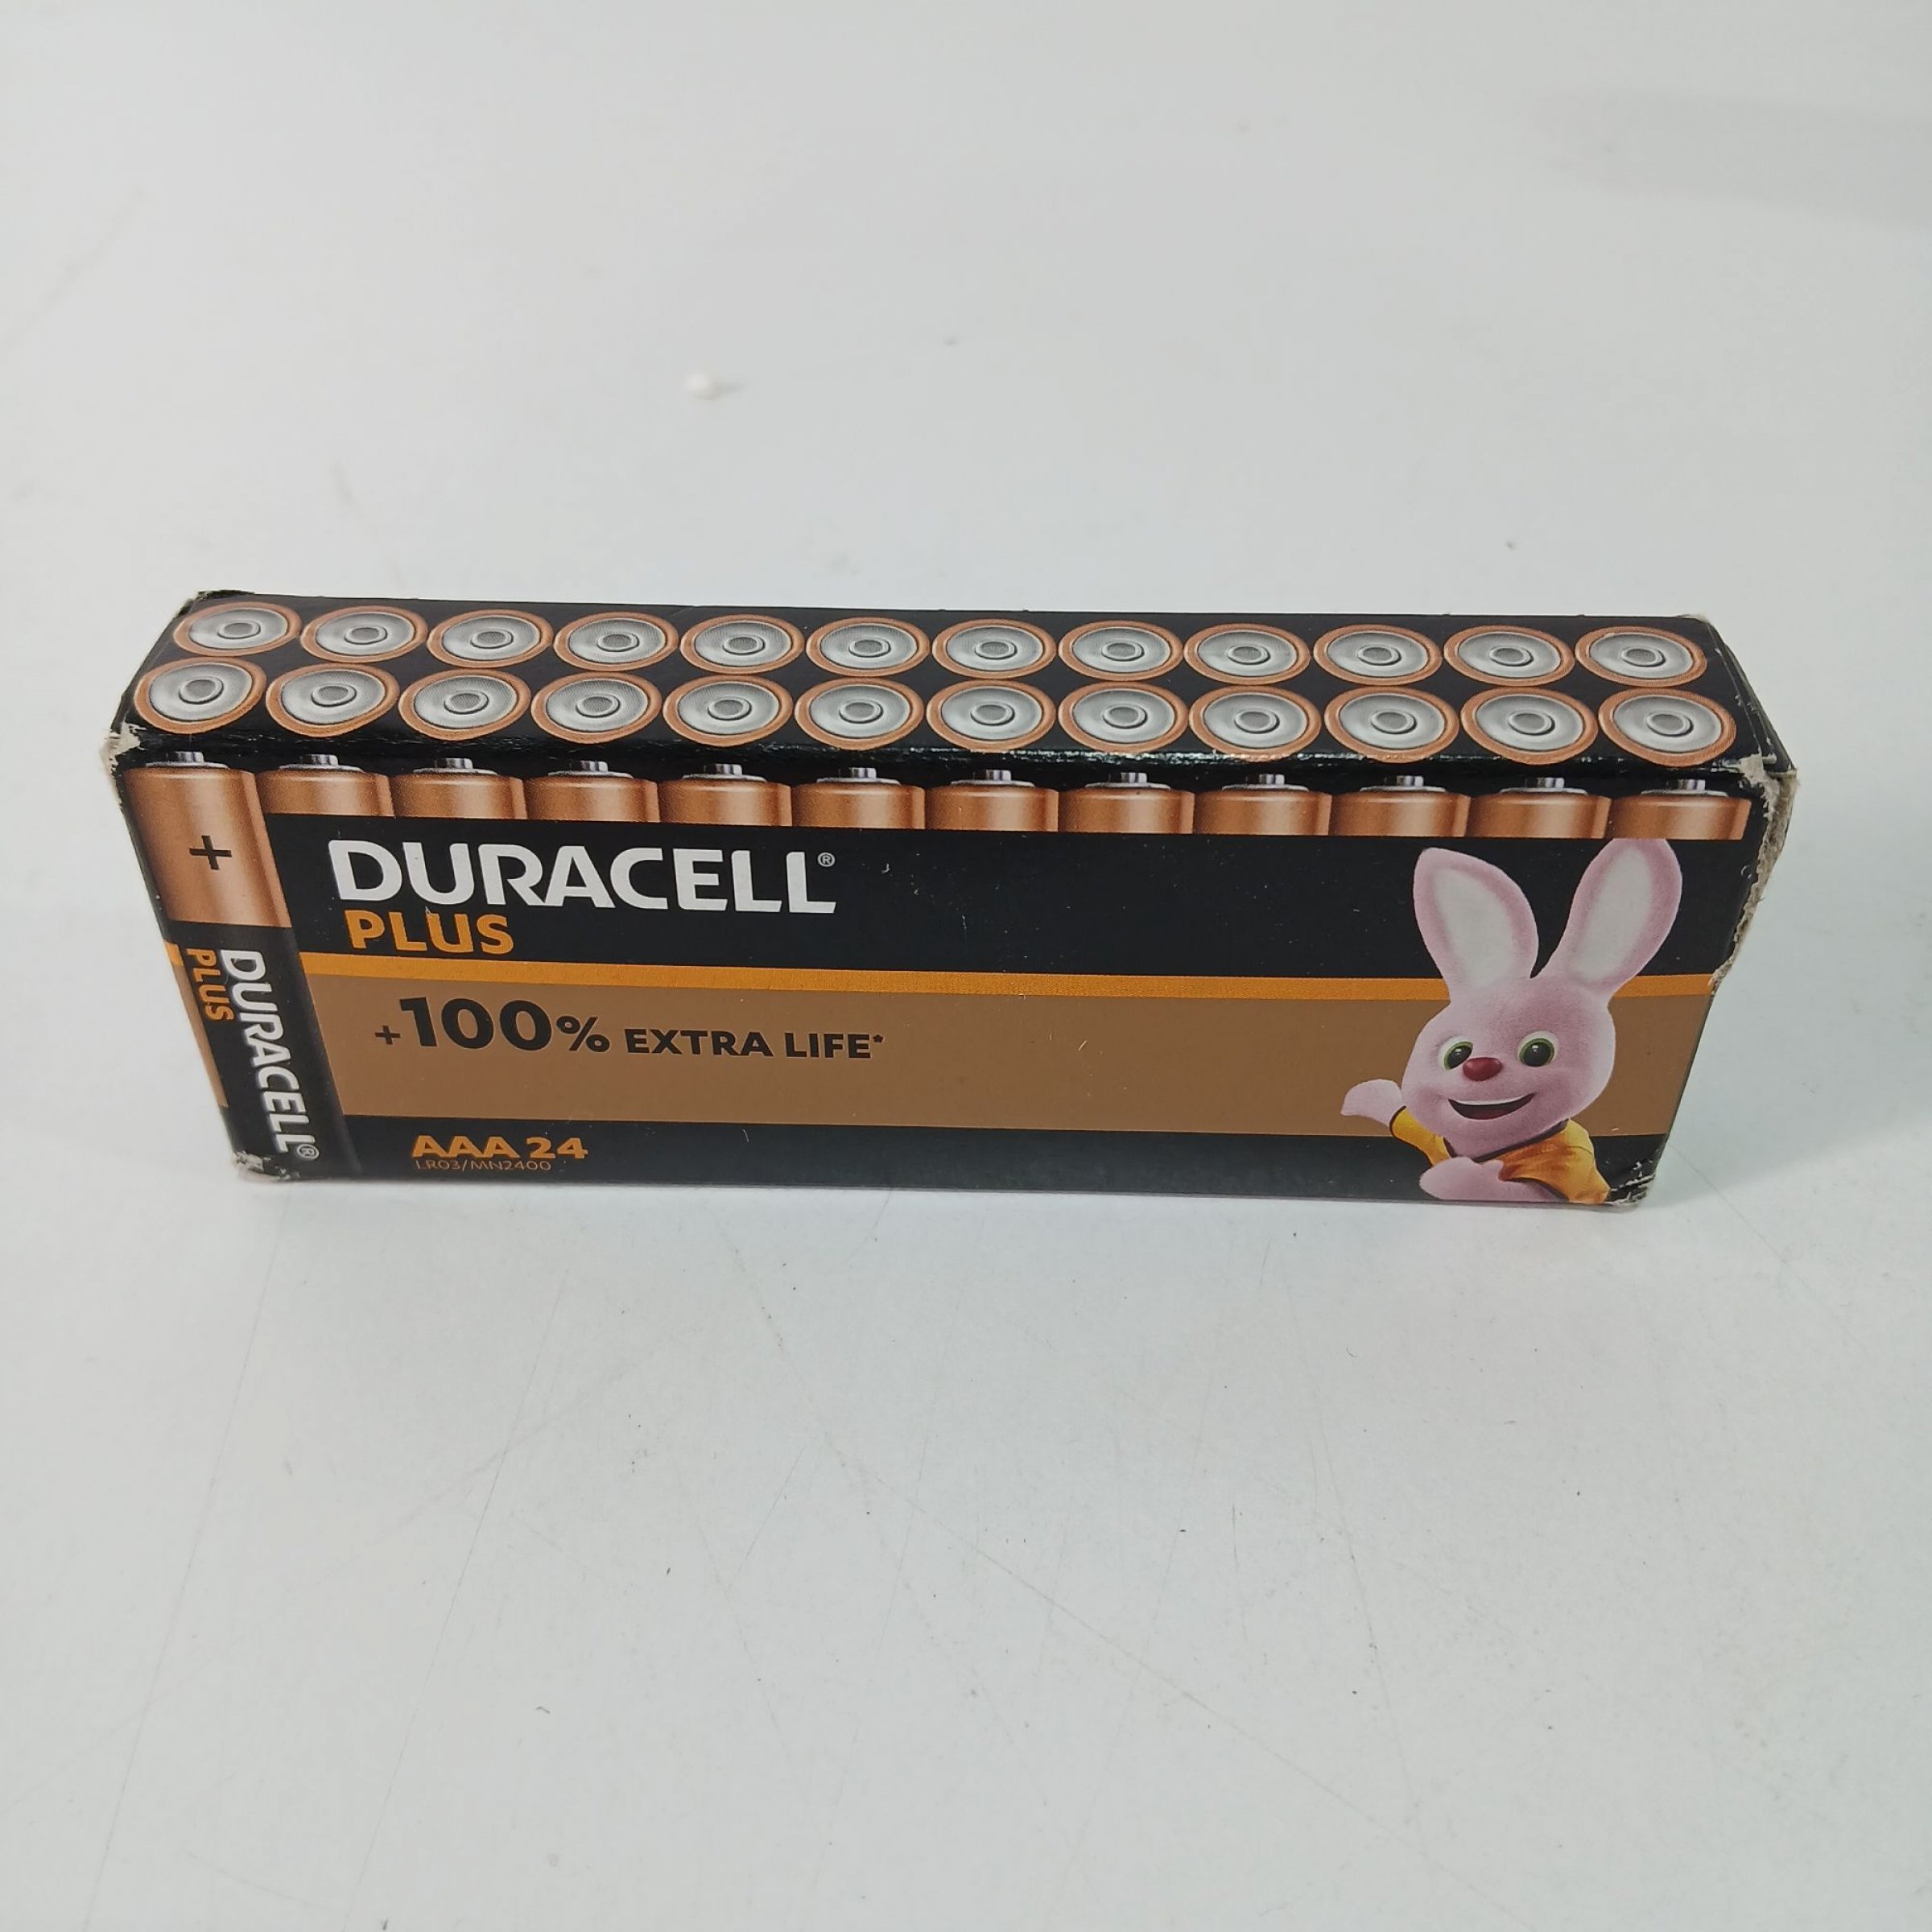 DURACELL®
PLUS
+100% EXTRA LIFE*
AAA 24
LR03/MN2400
+
DURACELL®
PLUS